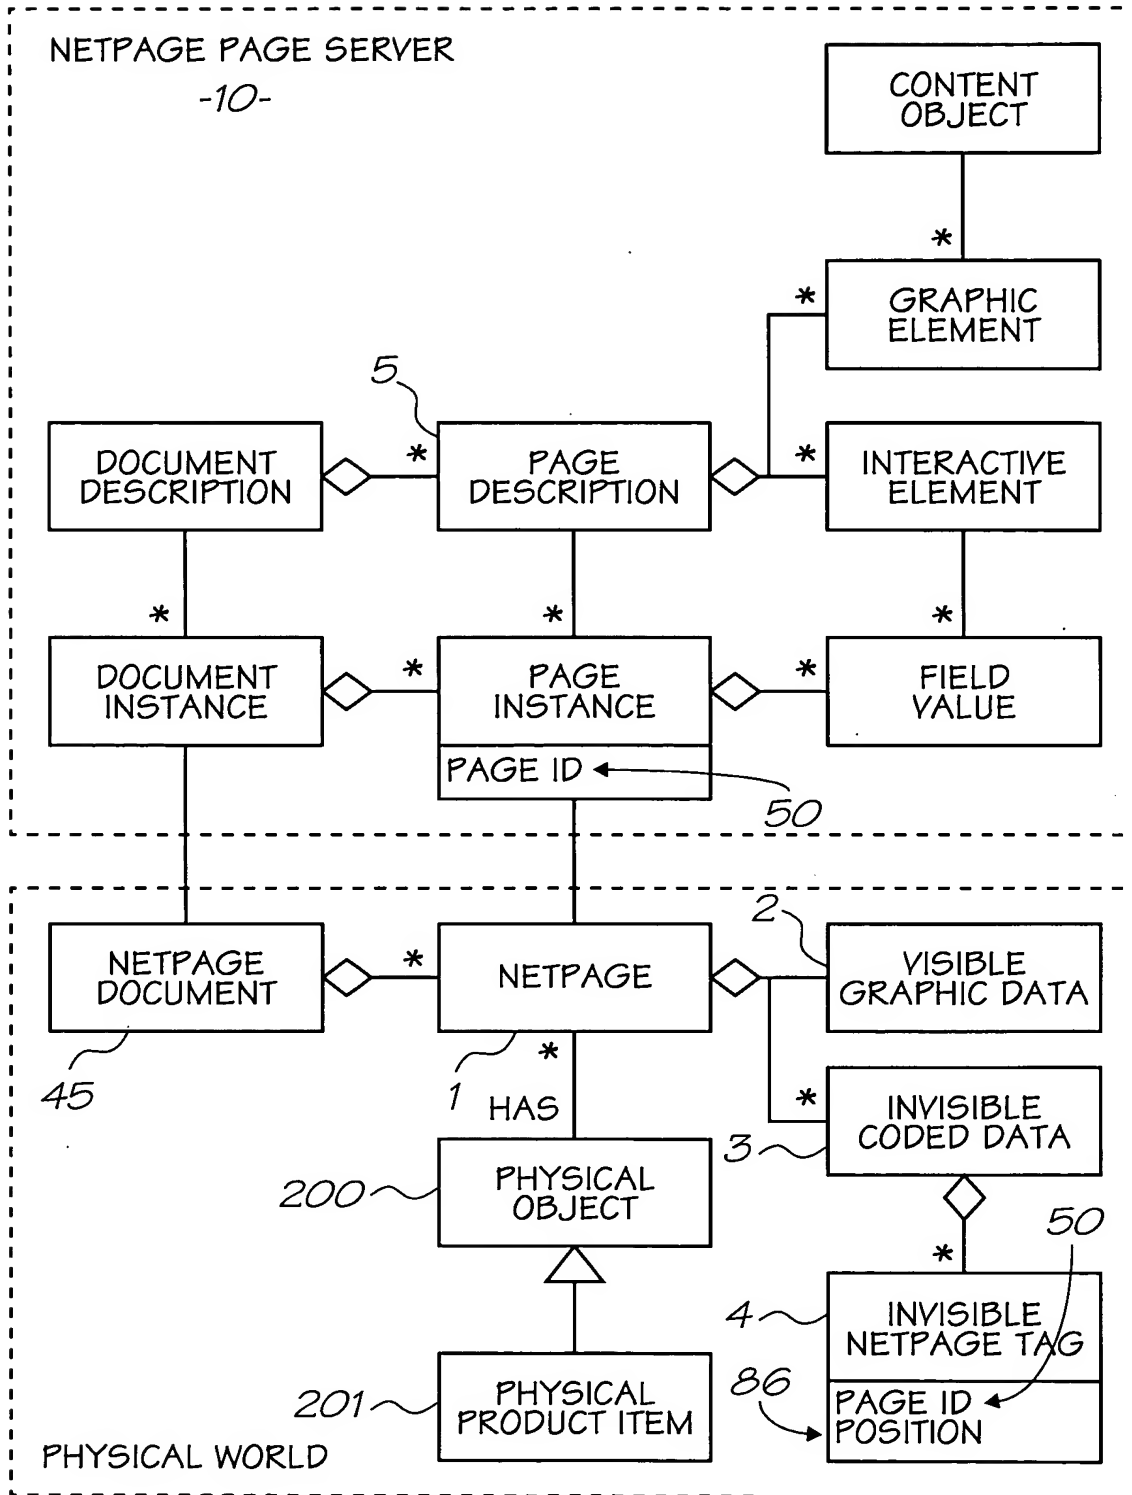 NETPAGE PAGE SERVER
-10-
CONTENT
OBJECT
*
*
GRAPHIC
ELEMENT
5
DOCUMENT
DESCRIPTION
*
PAGE
DESCRIPTION
*
INTERACTIVE
ELEMENT
*
*
*
DOCUMENT
INSTANCE
*
PAGE
INSTANCE
*
FIELD
VALUE
PAGE ID
50
2
NETPAGE
DOCUMENT
*
NETPAGE
VISIBLE
GRAPHIC DATA
45
1
*
HAS
*
INVISIBLE
CODED DATA
3
200
PHYSICAL
OBJECT
50
*
4
INVISIBLE
NETPAGE TAG
86
PAGE ID
POSITION
201
PHYSICAL
PRODUCT ITEM
PHYSICAL WORLD